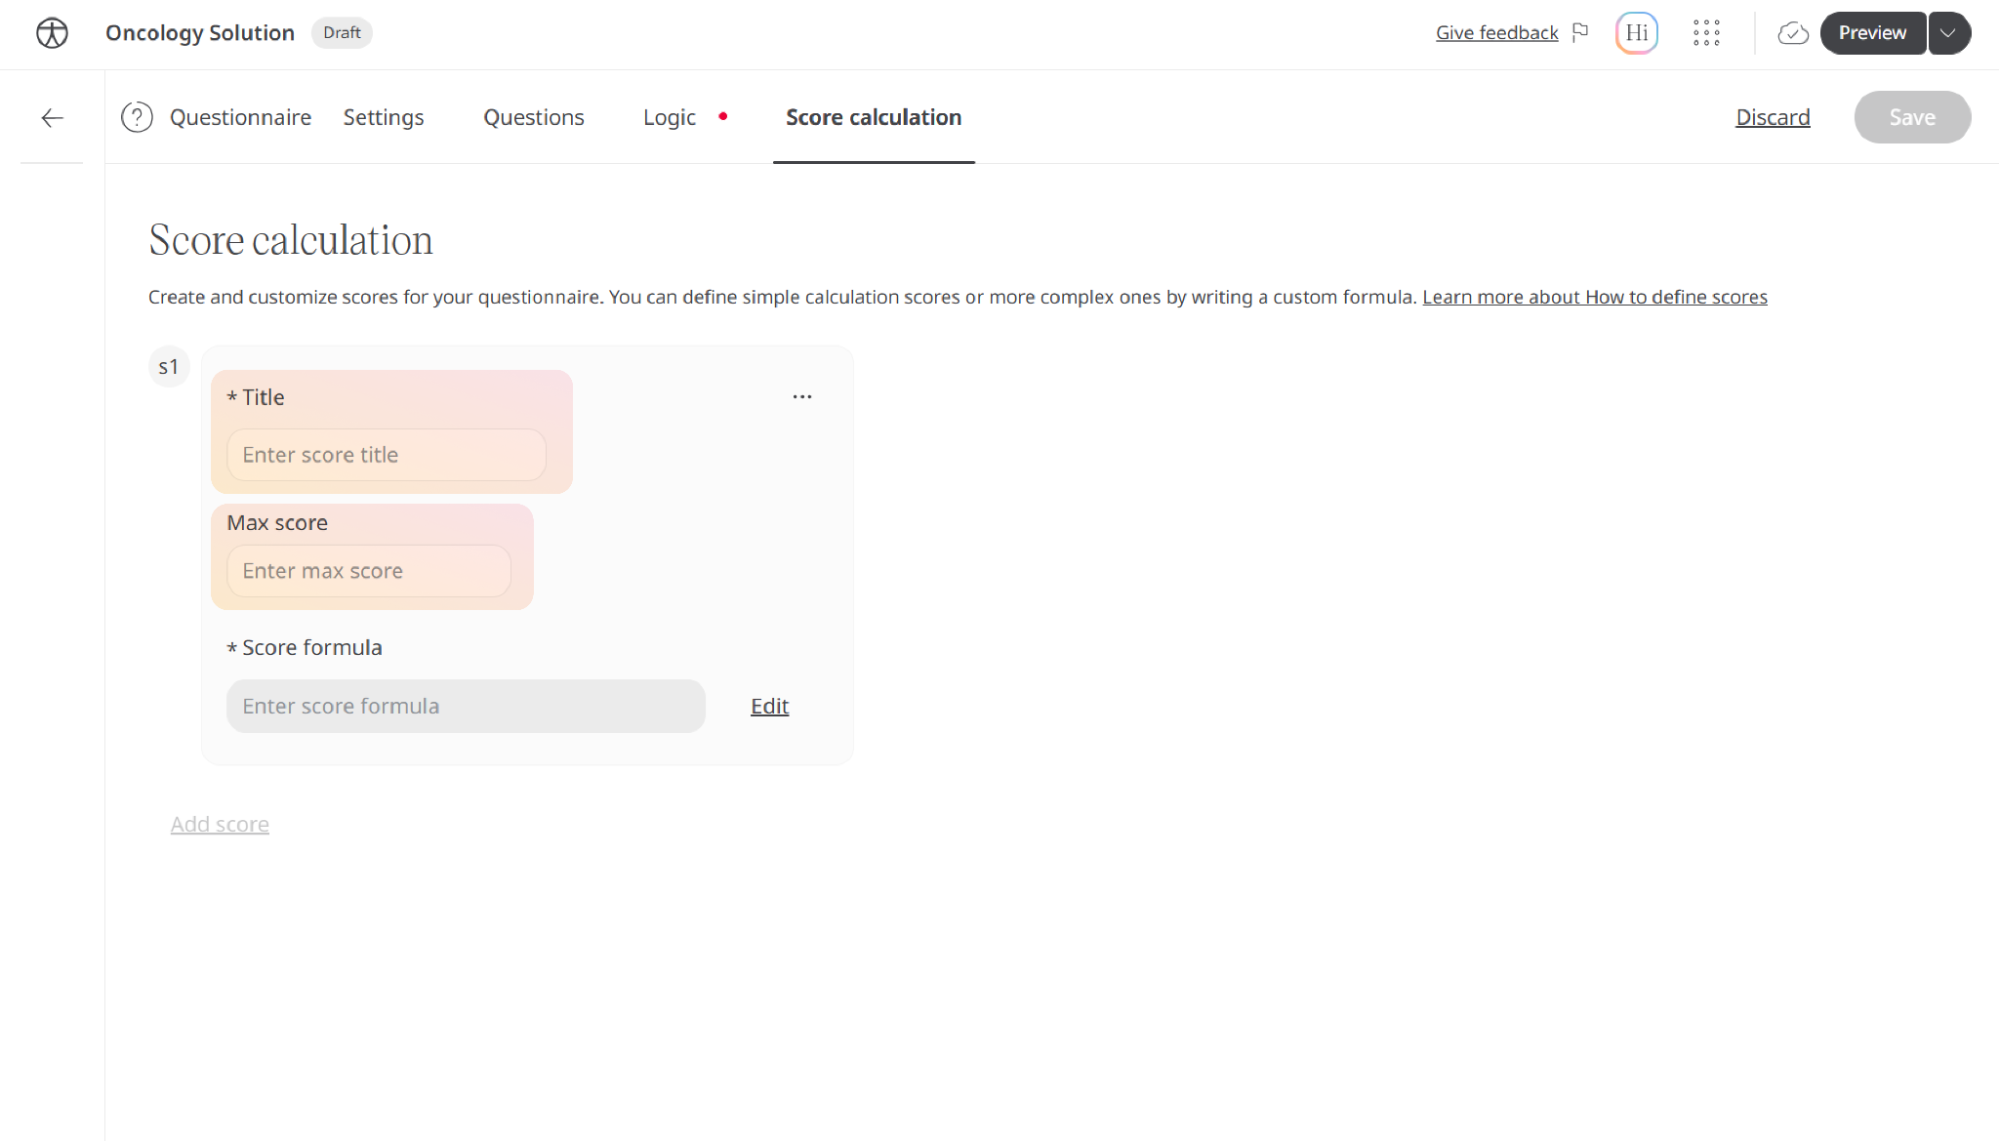 Oncology Solution Draft Give feedback Hi Preview
Questionnaire Settings Questions Logic Score calculation Discard Save
Score calculation
Create and customize scores for your questionnaire. You can define simple calculation scores or more complex ones by writing a custom formula. Learn more about How to define scores
s1
* Title
Enter score title
Max score
Enter max score
* Score formula
Enter score formula Edit
Add score